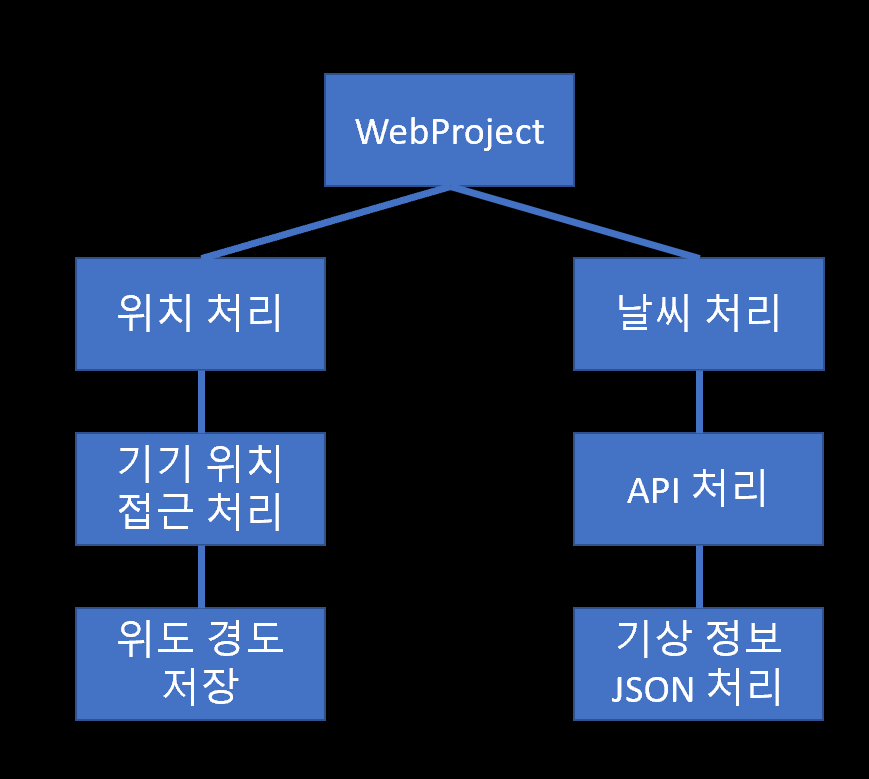 WebProject
위치 처리
날씨 처리
기기 위치
접근 처리
API 처리
위도 경도
저장
기상 정보
JSON 처리